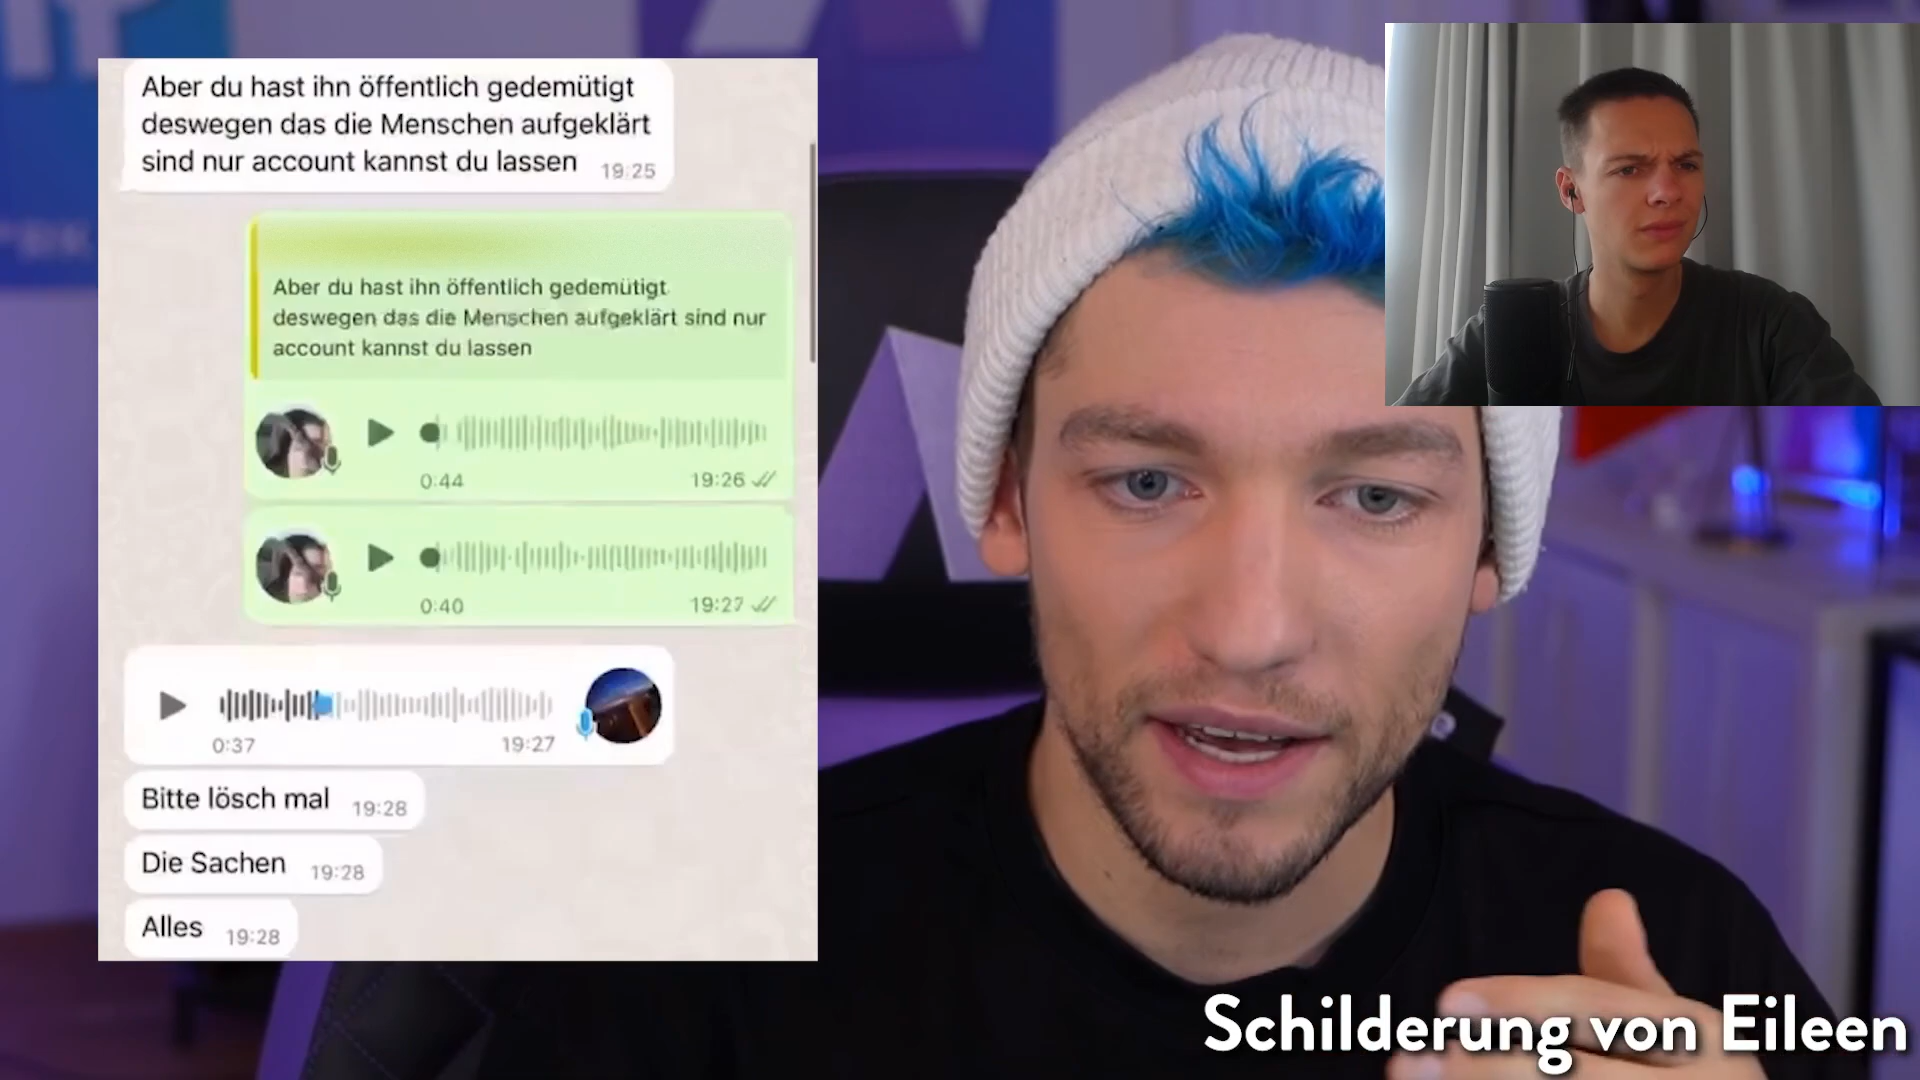 Aber du hast ihn öffentlich gedemütigt
deswegen das die Menschen aufgeklärt
sind nur account kannst du lassen 19:25
Aber du hast ihn öffentlich gedemütigt
deswegen das die Menschen aufgeklärt sind nur
account kannst du lassen
0:44 19:26
0:40 19:27
0:37 19:27
Bitte lösch mal 19:28
Die Sachen 19:28
Alles 19:28
Schilderung von Eileen